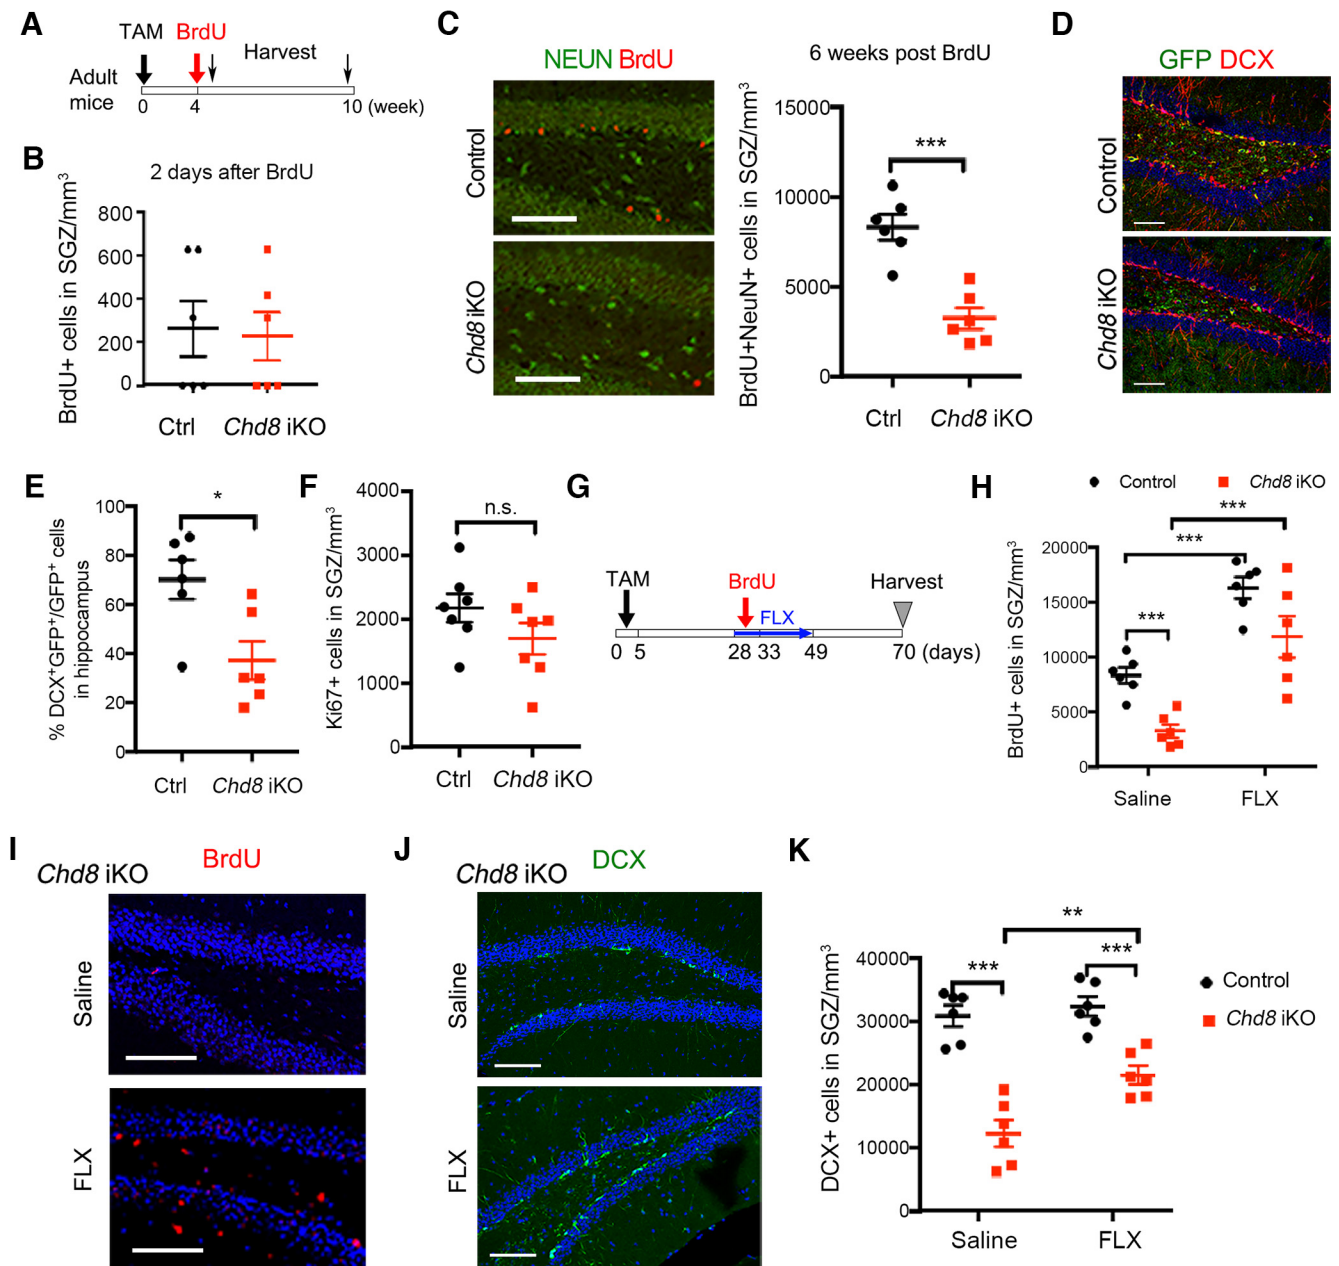 A
TAM BrdU
Harvest
Adult
mice
0 4 10 (week)
B
2 days after BrdU
BrdU+ cells in SGZ/mm3
800
600
400
200
0
Ctrl Chd8 iKO
C
NEUN BrdU
Control
Chd8 iKO
6 weeks post BrdU
BrdU+NeuN+ cells in SGZ/mm3
15000
10000
5000
0
***
Ctrl Chd8 iKO
D
GFP DCX
Control
Chd8 iKO
E
% DCX+GFP+/GFP+ cells
in hippocampus
100
80
60
40
20
0
*
Ctrl Chd8 iKO
F
Ki67+ cells in SGZ/mm3
4000
3000
2000
1000
0
n.s.
Ctrl Chd8 iKO
G
TAM BrdU Harvest
FLX
0 5 28 33 49 70 (days)
H
Control Chd8 iKO
BrdU+ cells in SGZ/mm3
20000
15000
10000
5000
0
***
***
***
Saline FLX
I
Chd8 iKO BrdU
Saline
FLX
J
Chd8 iKO DCX
Saline
FLX
K
DCX+ cells in SGZ/mm3
40000
30000
20000
10000
0
**
***
***
Saline FLX
Control
Chd8 iKO